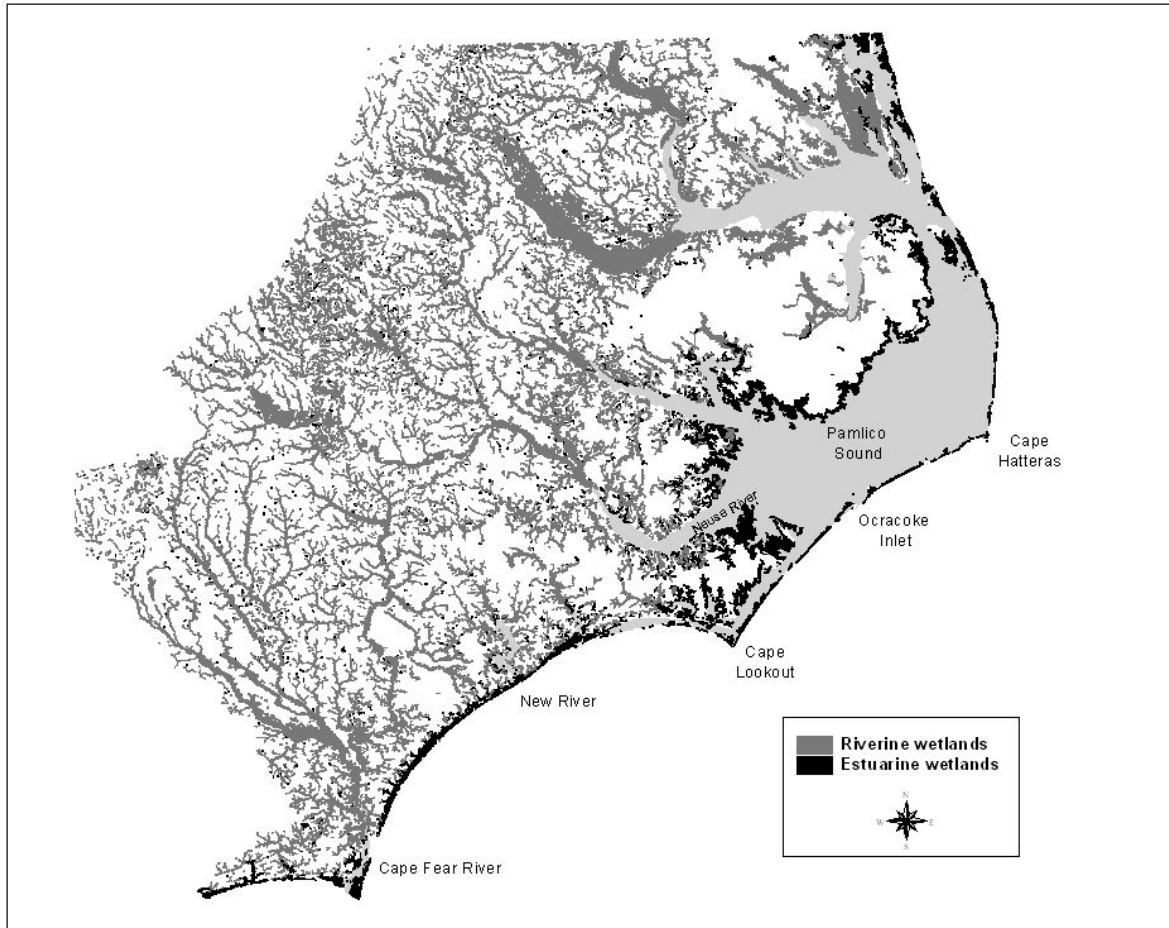 Pamlico
Sound
Cape
Hatteras
Neuse River
Ocracoke
Inlet
Cape
Lookout
New River
Riverine wetlands
Estuarine wetlands
N
W
E
S
Cape Fear River